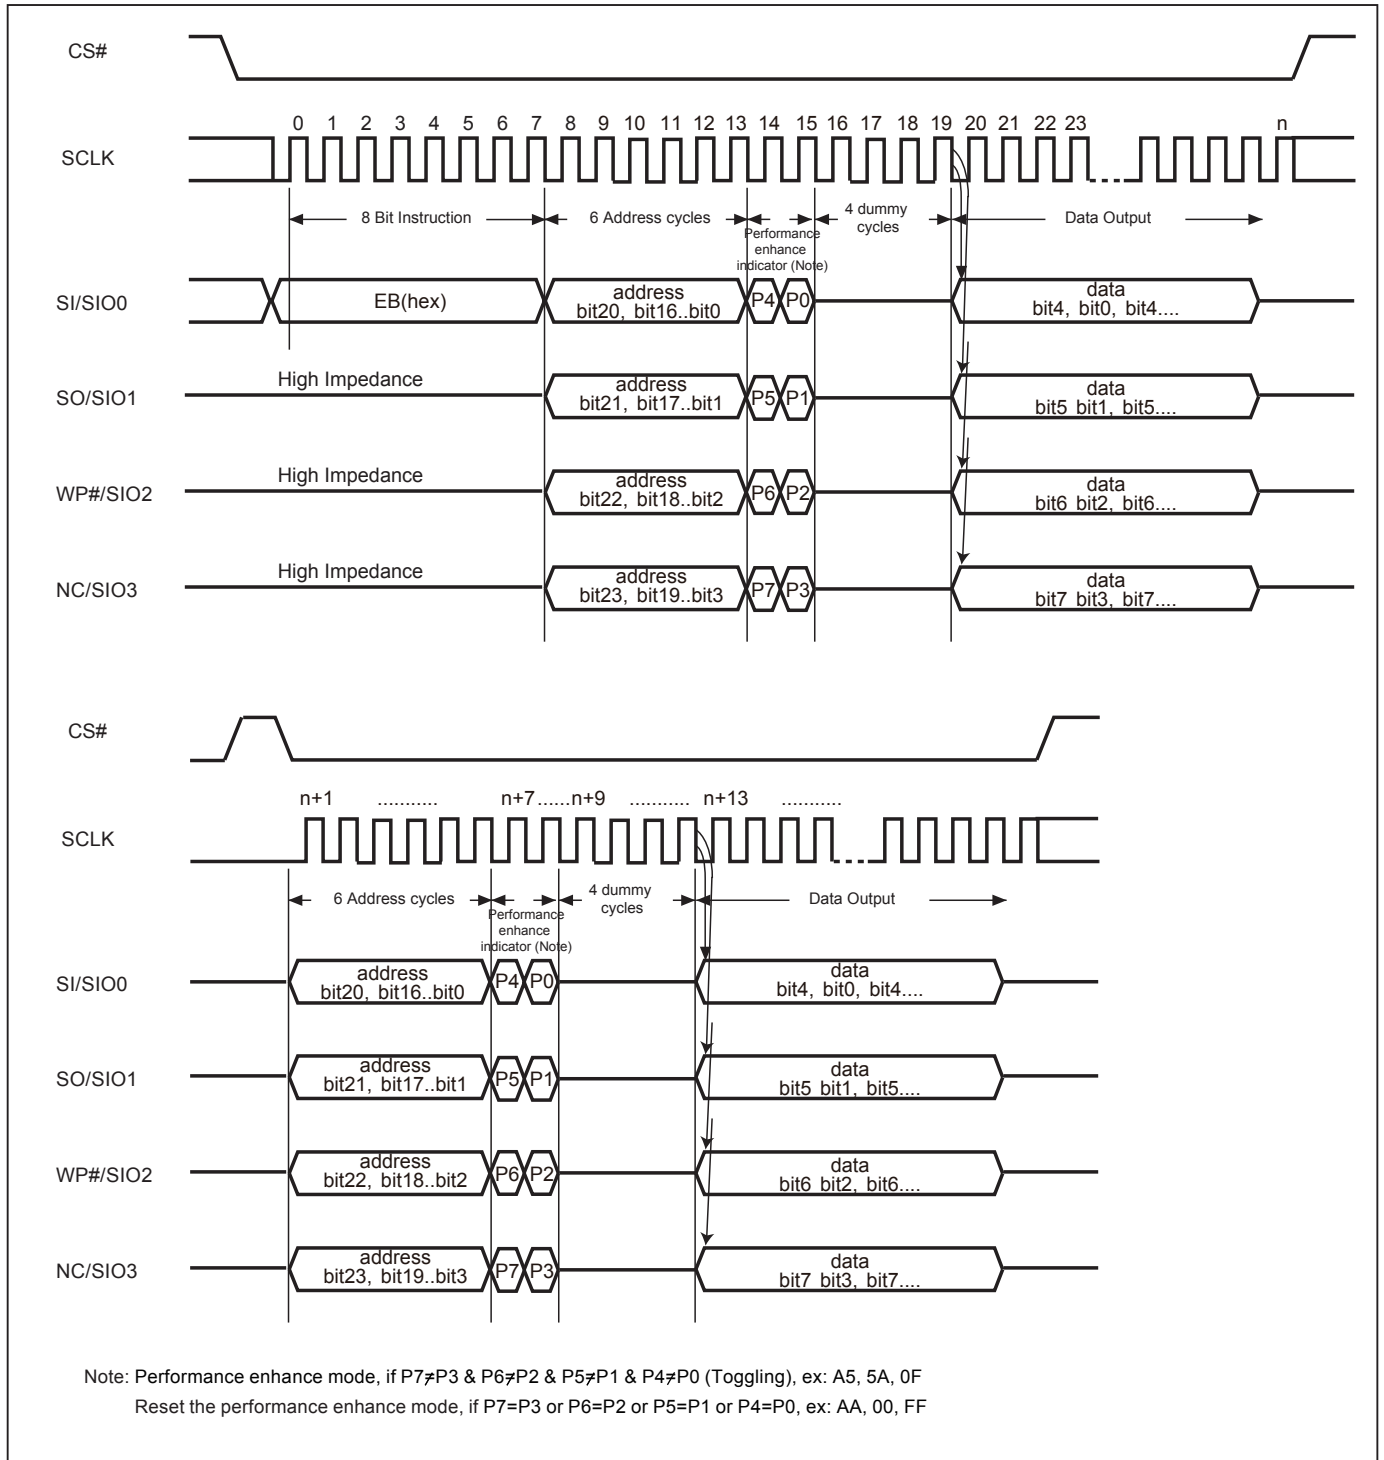 CS#
0 1 2 3 4 5 6 7 8 9 10 11 12 13 14 15 16 17 18 19 20 21 22 23 n
SCLK
8 Bit Instruction 6 Address cycles 4 dummy cycles Data Output
Performance
enhance
indicator (Note)
SI/SIO0 EB(hex) address
bit20, bit16..bit0 P4 P0 data
bit4, bit0, bit4....
SO/SIO1 High Impedance address
bit21, bit17..bit1 P5 P1 data
bit5 bit1, bit5....
WP#/SIO2 High Impedance address
bit22, bit18..bit2 P6 P2 data
bit6 bit2, bit6....
NC/SIO3 High Impedance address
bit23, bit19..bit3 P7 P3 data
bit7 bit3, bit7....
CS#
n+1 ........... n+7......n+9 ........... n+13 ...........
SCLK
6 Address cycles 4 dummy cycles Data Output
Performance
enhance
indicator (Note)
SI/SIO0 address
bit20, bit16..bit0 P4 P0 data
bit4, bit0, bit4....
SO/SIO1 address
bit21, bit17..bit1 P5 P1 data
bit5 bit1, bit5....
WP#/SIO2 address
bit22, bit18..bit2 P6 P2 data
bit6 bit2, bit6....
NC/SIO3 address
bit23, bit19..bit3 P7 P3 data
bit7 bit3, bit7....
Note: Performance enhance mode, if P7≠P3 & P6≠P2 & P5≠P1 & P4≠P0 (Toggling), ex: A5, 5A, 0F
Reset the performance enhance mode, if P7=P3 or P6=P2 or P5=P1 or P4=P0, ex: AA, 00, FF